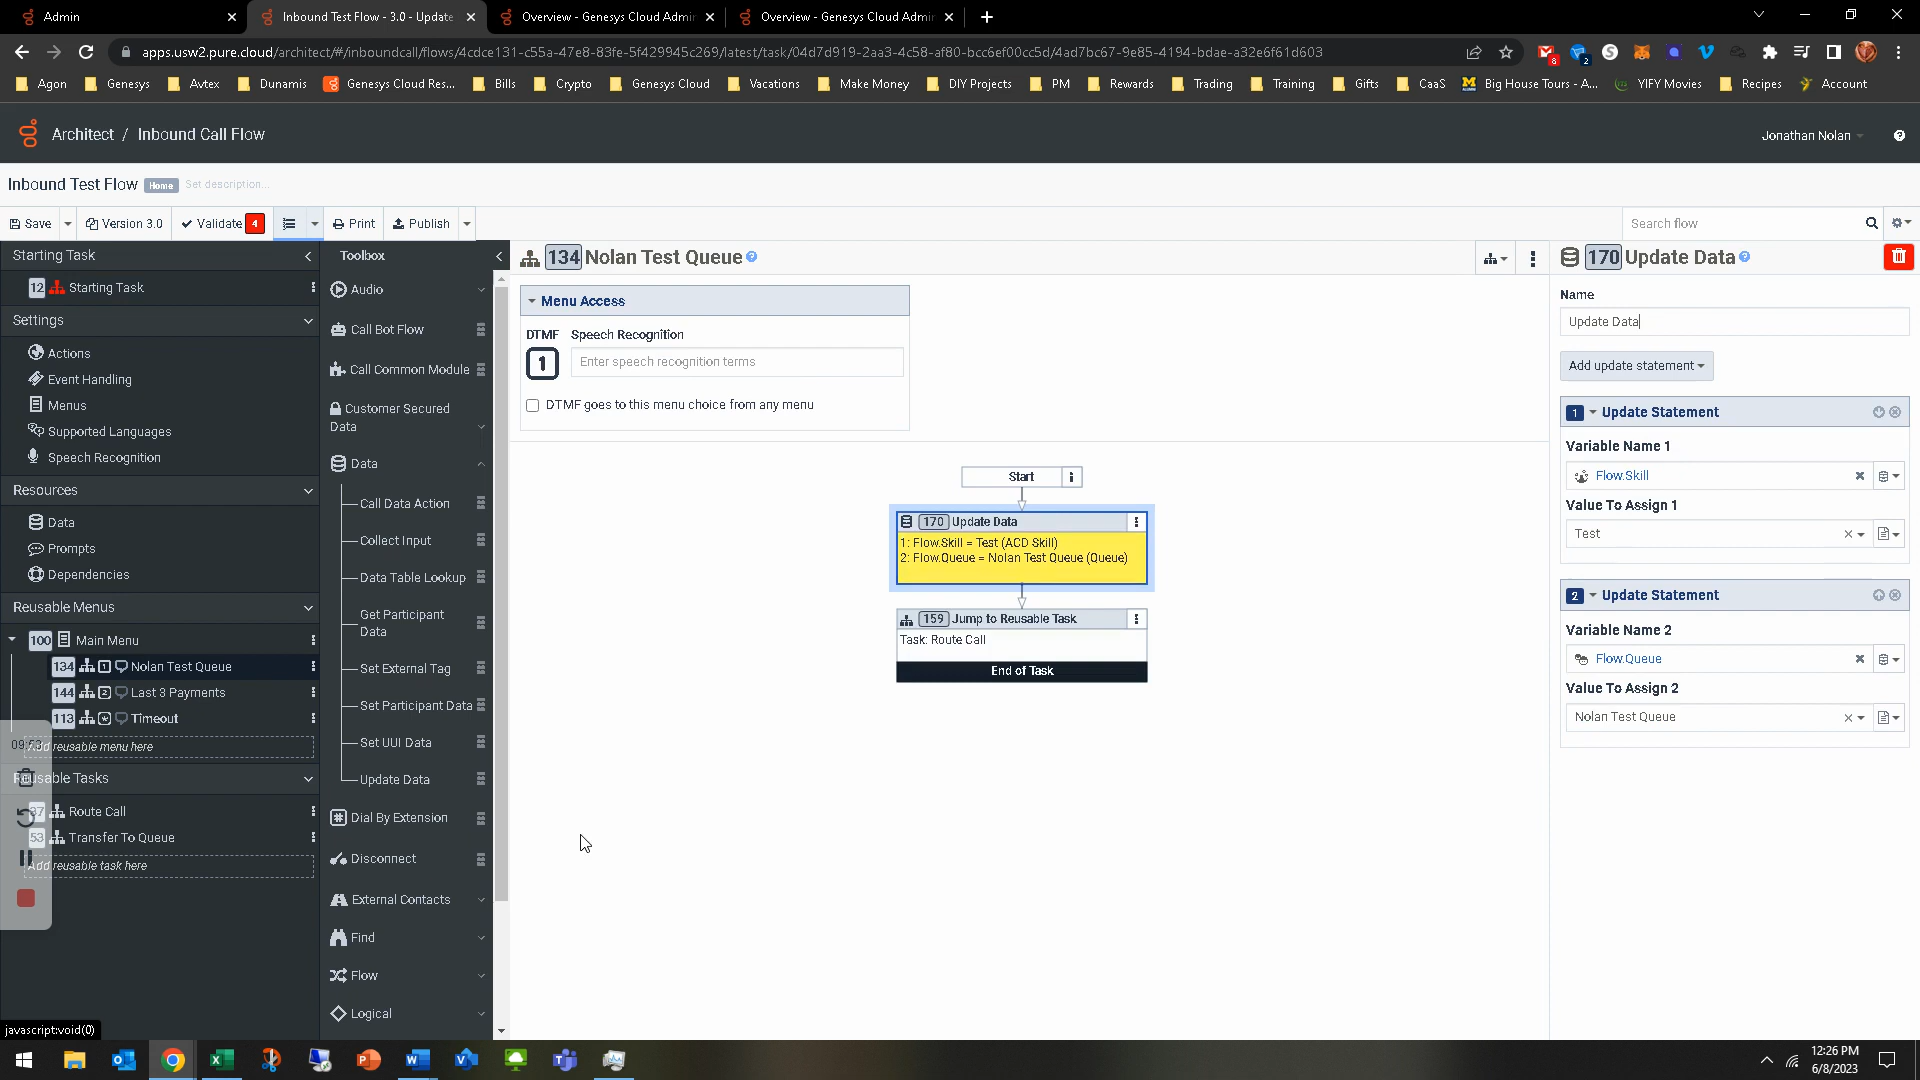 Admin
Inbound Test Flow - 3.0 - Update
Overview - Genesys Cloud Admin
Overview - Genesys Cloud Admin
apps.usw2.pure.cloud/architect/#/inboundcall/flows/4cdce131-c55a-47e8-83fe-5f429945c269/latest/task/04d7d919-2aa3-4c58-af80-bcc6ef00cc5d/4ad7bc67-9e85-4194-bdae-a32e6f61d603
8
2
Agon
Genesys
Avtex
Dunamis
Genesys Cloud Res...
Bills
Crypto
Genesys Cloud
Vacations
Make Money
DIY Projects
PM
Rewards
Trading
Training
Gifts
CaaS
Big House Tours - A...
YIFY Movies
Recipes
Account
Architect / Inbound Call Flow
Jonathan Nolan
Inbound Test Flow Home Set description...
Save
Version 3.0
Validate 4
Print
Publish
Search flow
Starting Task
12 Starting Task
Settings
Actions
Event Handling
Menus
Supported Languages
Speech Recognition
Resources
Data
Prompts
Dependencies
Reusable Menus
100 Main Menu
134 1 Nolan Test Queue
144 2 Last 3 Payments
113 Timeout
reusable menu here
Tasks
Route Call
Transfer To Queue
Add reusable task here
javascript:void(0)
Toolbox
Audio
Call Bot Flow
Call Common Module
Customer Secured
Data
Data
Call Data Action
Collect Input
Data Table Lookup
Get Participant
Data
Set External Tag
Set Participant Data
Set UUI Data
Update Data
Dial By Extension
Disconnect
External Contacts
Find
Flow
Logical
134 Nolan Test Queue
Menu Access
DTMF Speech Recognition
1 Enter speech recognition terms
DTMF goes to this menu choice from any menu
Start
170 Update Data
1: Flow.Skill = Test (ACD Skill)
2: Flow.Queue = Nolan Test Queue (Queue)
159 Jump to Reusable Task
Task: Route Call
End of Task
170 Update Data
Name
Update Data
Add update statement
1 Update Statement
Variable Name 1
Flow.Skill
Value To Assign 1
Test
2 Update Statement
Variable Name 2
Flow.Queue
Value To Assign 2
Nolan Test Queue
12:26 PM
6/8/2023